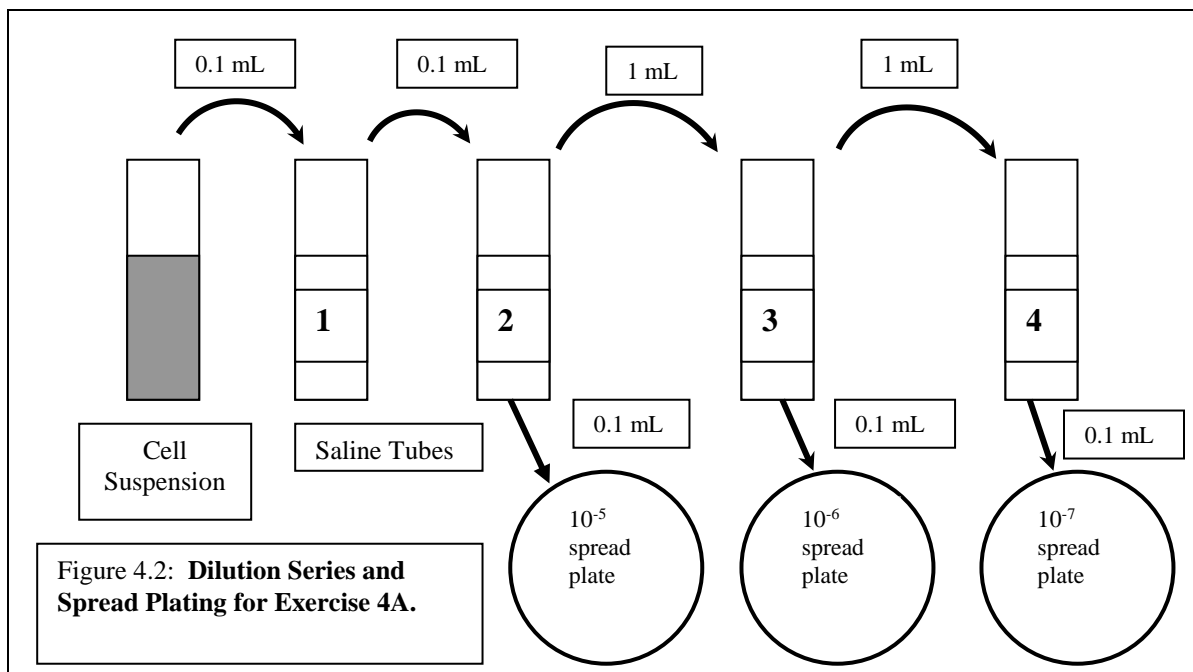 0.1 mL
0.1 mL
1 mL
1 mL
1
2
3
4
Cell
Suspension
Saline Tubes
0.1 mL
0.1 mL
0.1 mL
10⁻⁵
spread
plate
10⁻⁶
spread
plate
10⁻⁷
spread
plate
Figure 4.2: Dilution Series and
Spread Plating for Exercise 4A.